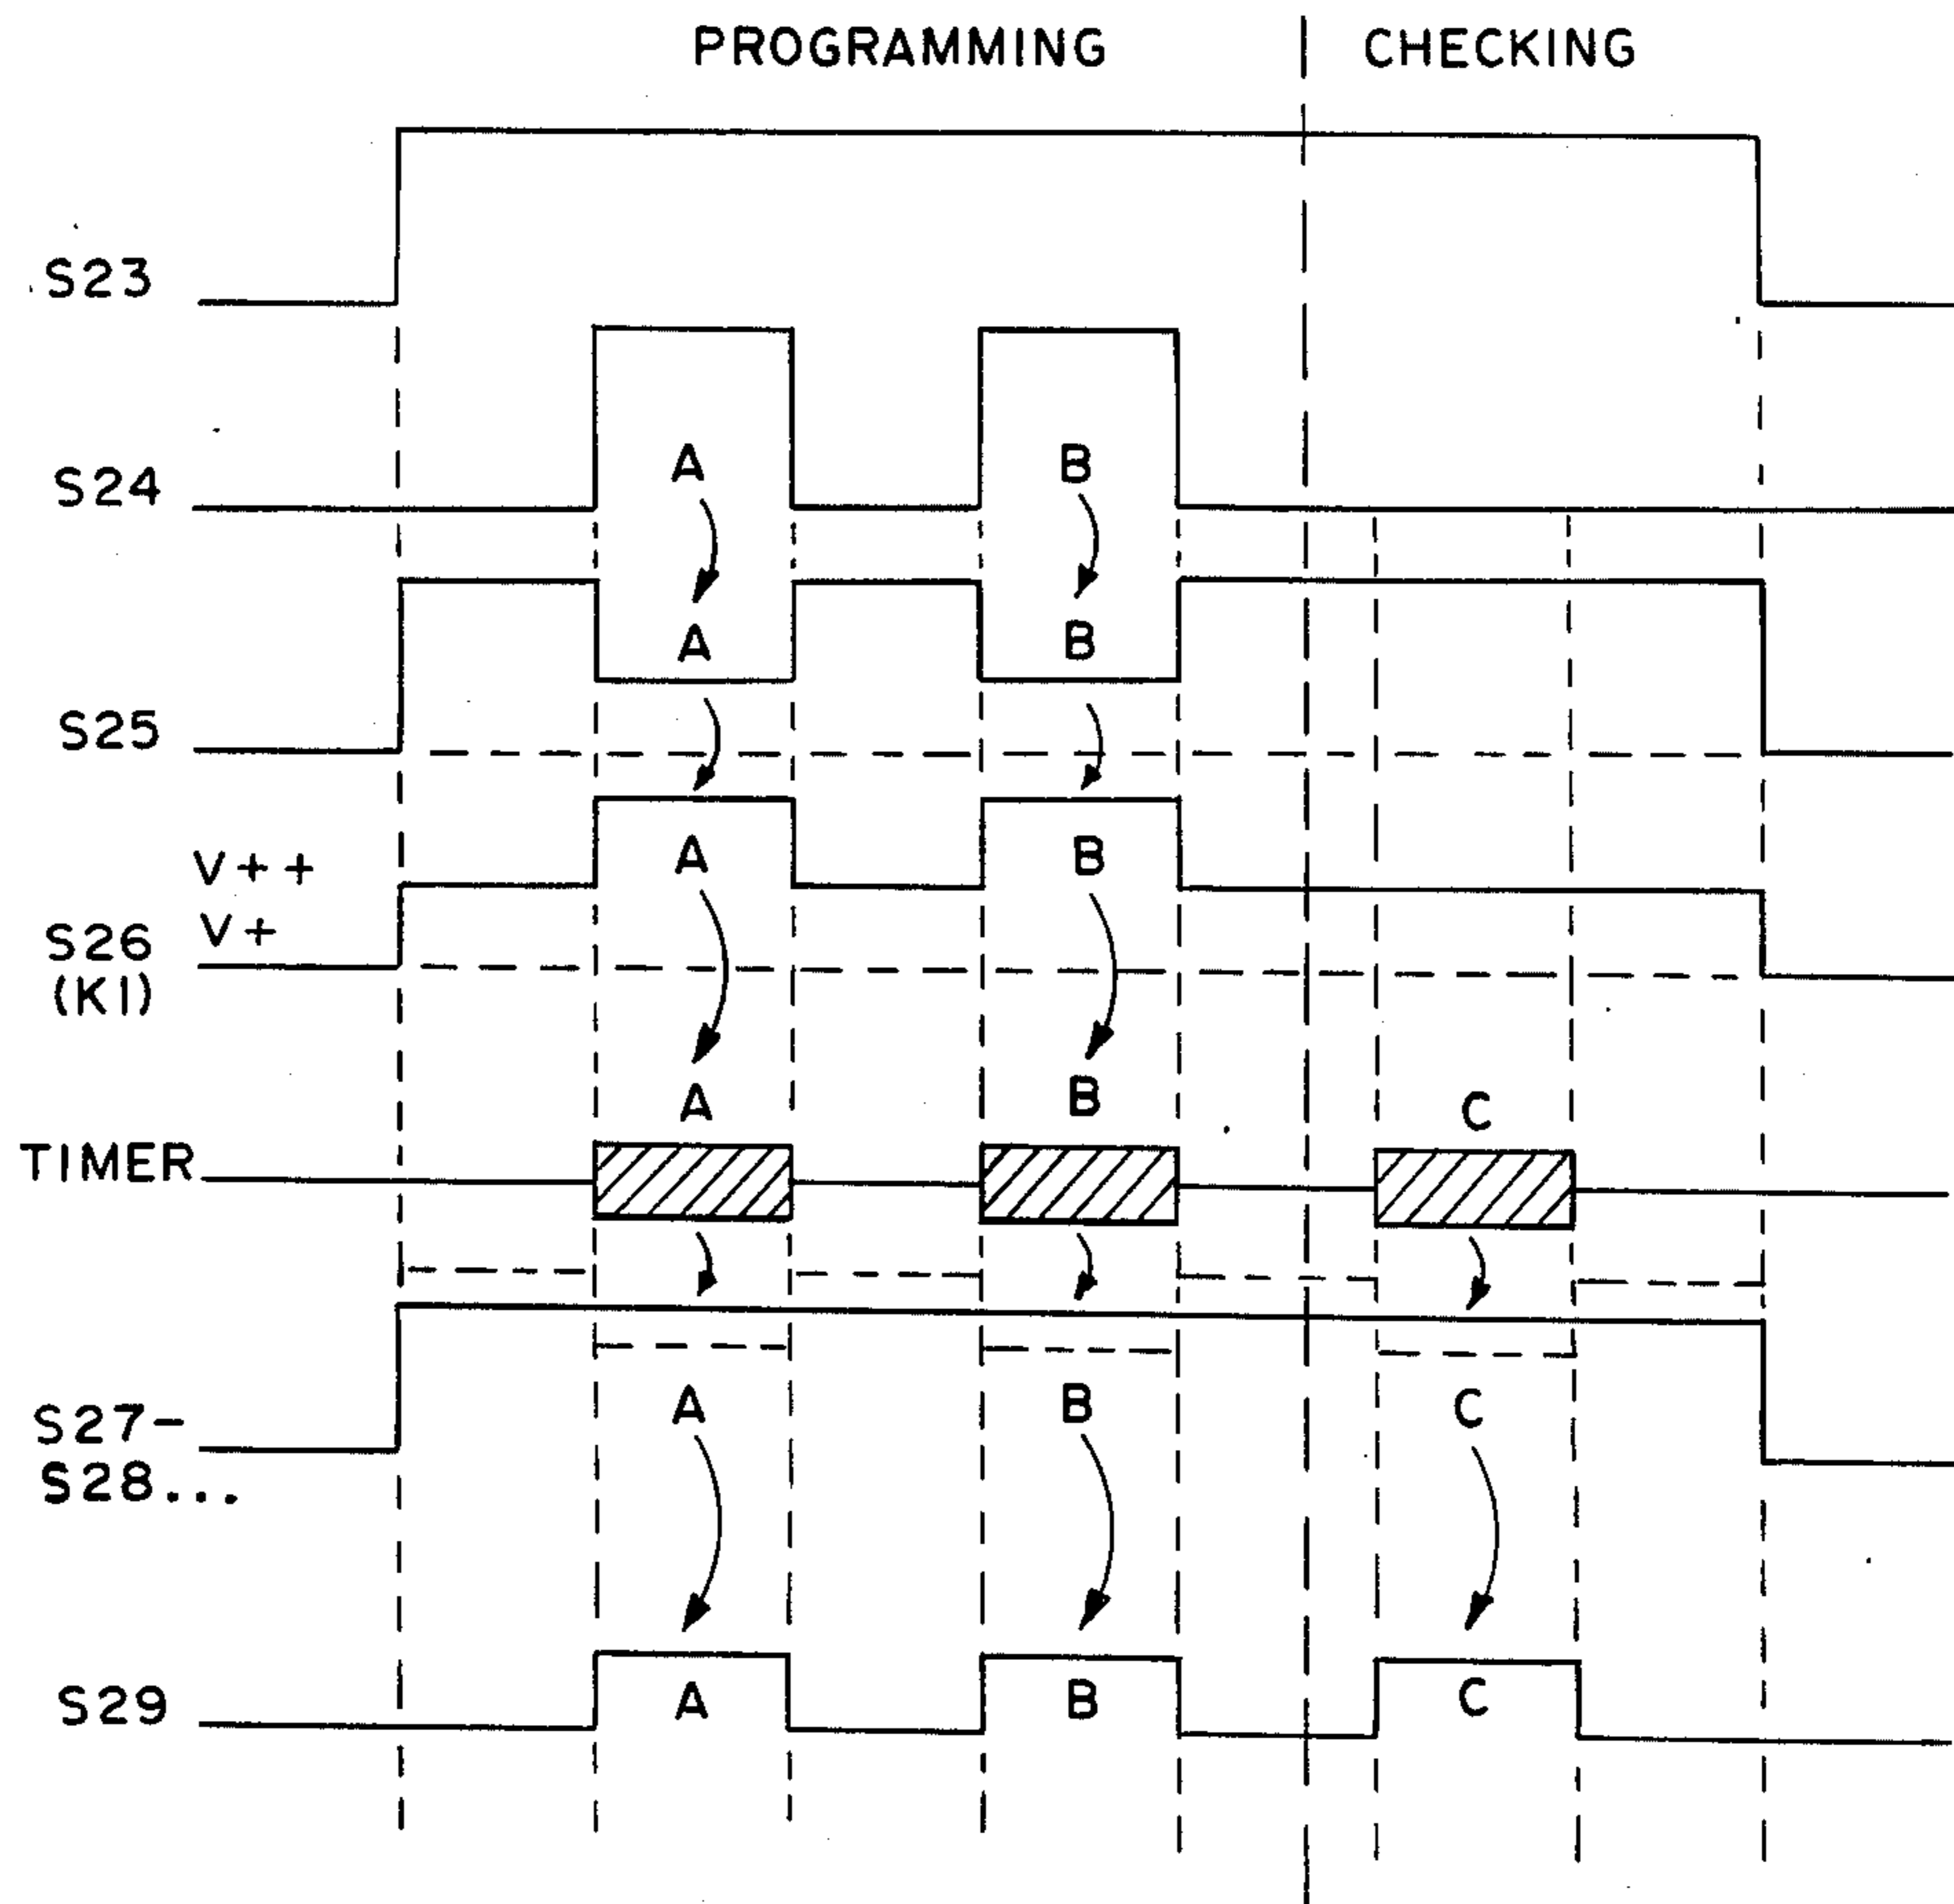 PROGRAMMING CHECKING
S23
S24 A B
A B
S25
V++ A B
V+
S26
(K1)
A B C
TIMER
A B C
S27-
S28...
S29 A B C